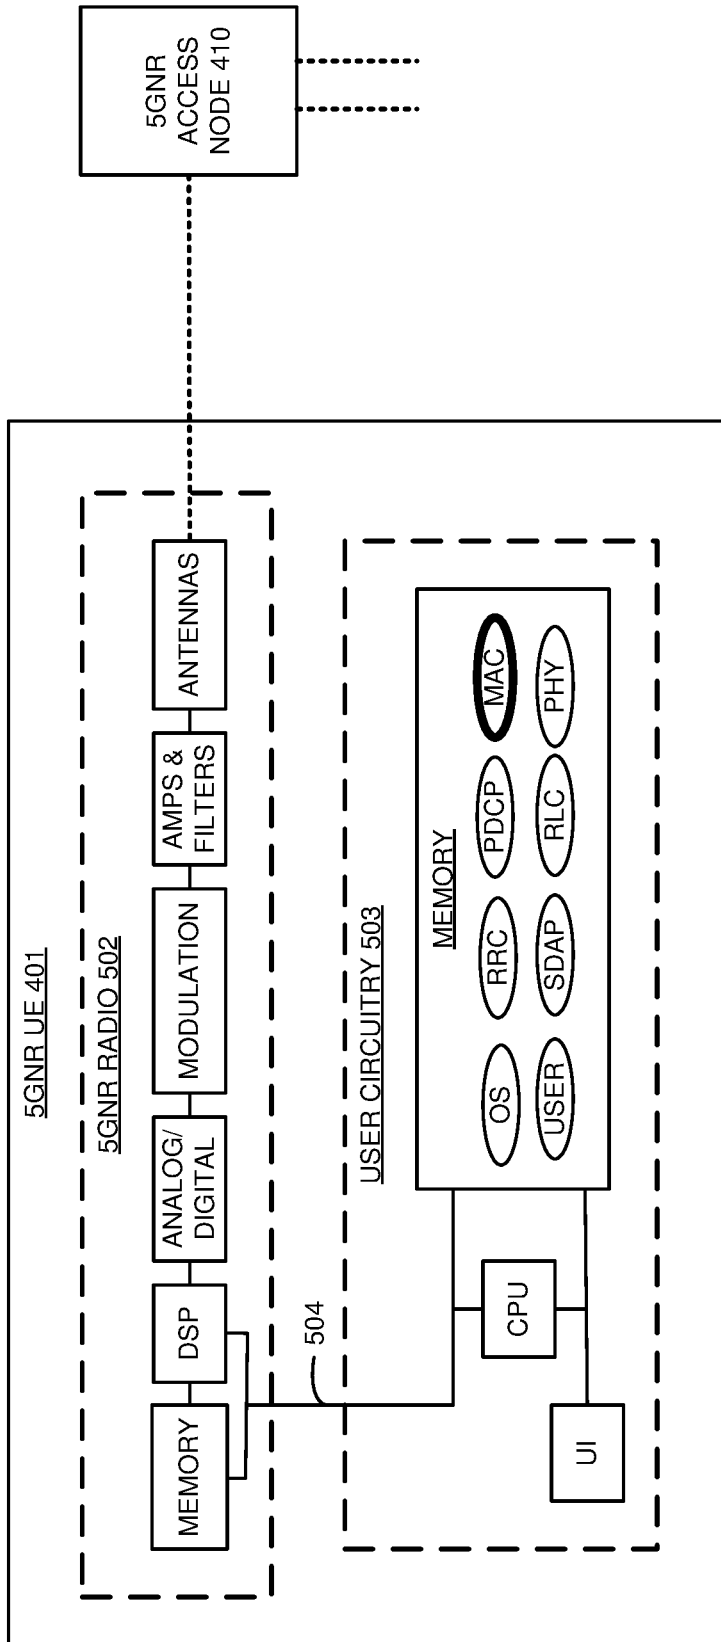 5GNR UE 401
5GNR RADIO 502
MEMORY
DSP
ANALOG/
DIGITAL
MODULATION
AMPS &
FILTERS
ANTENNAS
5GNR
ACCESS
NODE 410
504
USER CIRCUITRY 503
UI
CPU
MEMORY
OS
RRC
PDCP
MAC
USER
SDAP
RLC
PHY